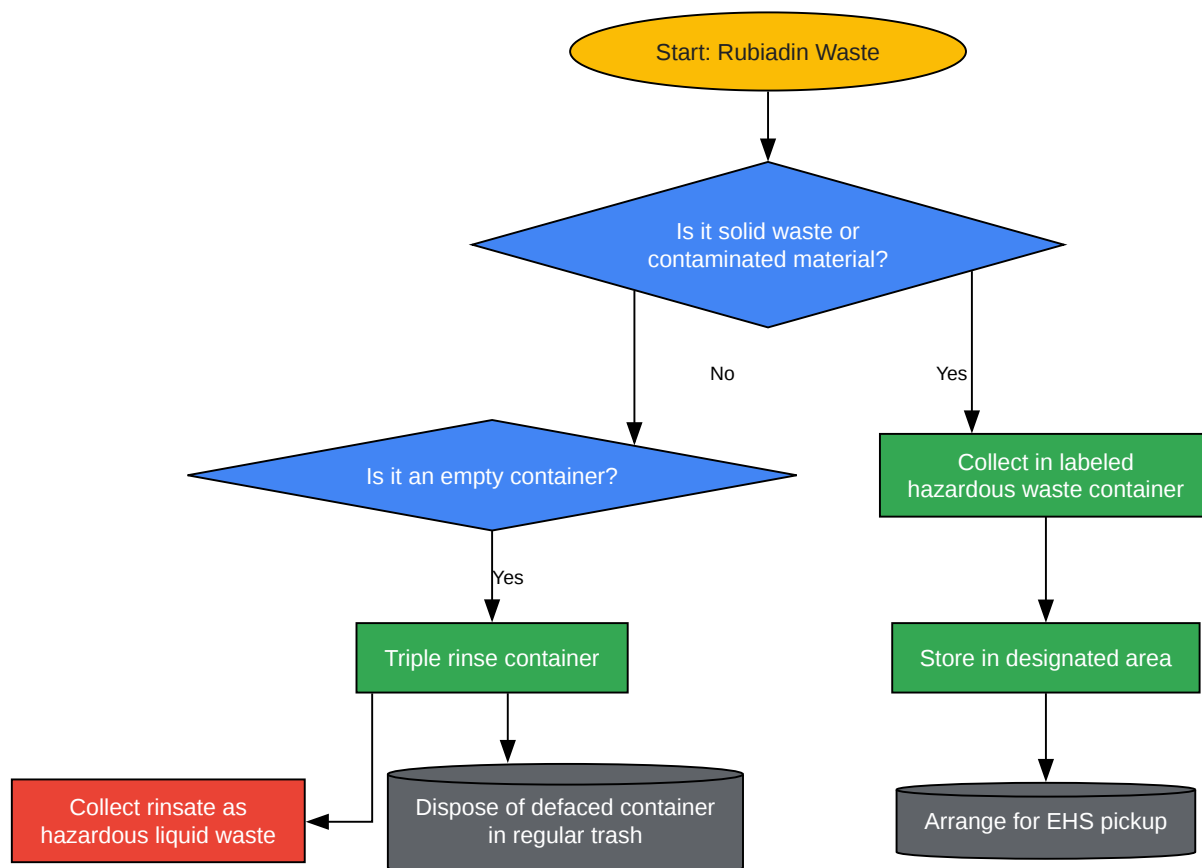 Start: Rubiadin Waste
Is it solid waste or
contaminated material?
No
Yes
Is it an empty container?
Collect in labeled
hazardous waste container
Yes
Triple rinse container
Store in designated area
Collect rinsate as
hazardous liquid waste
Dispose of defaced container
in regular trash
Arrange for EHS pickup